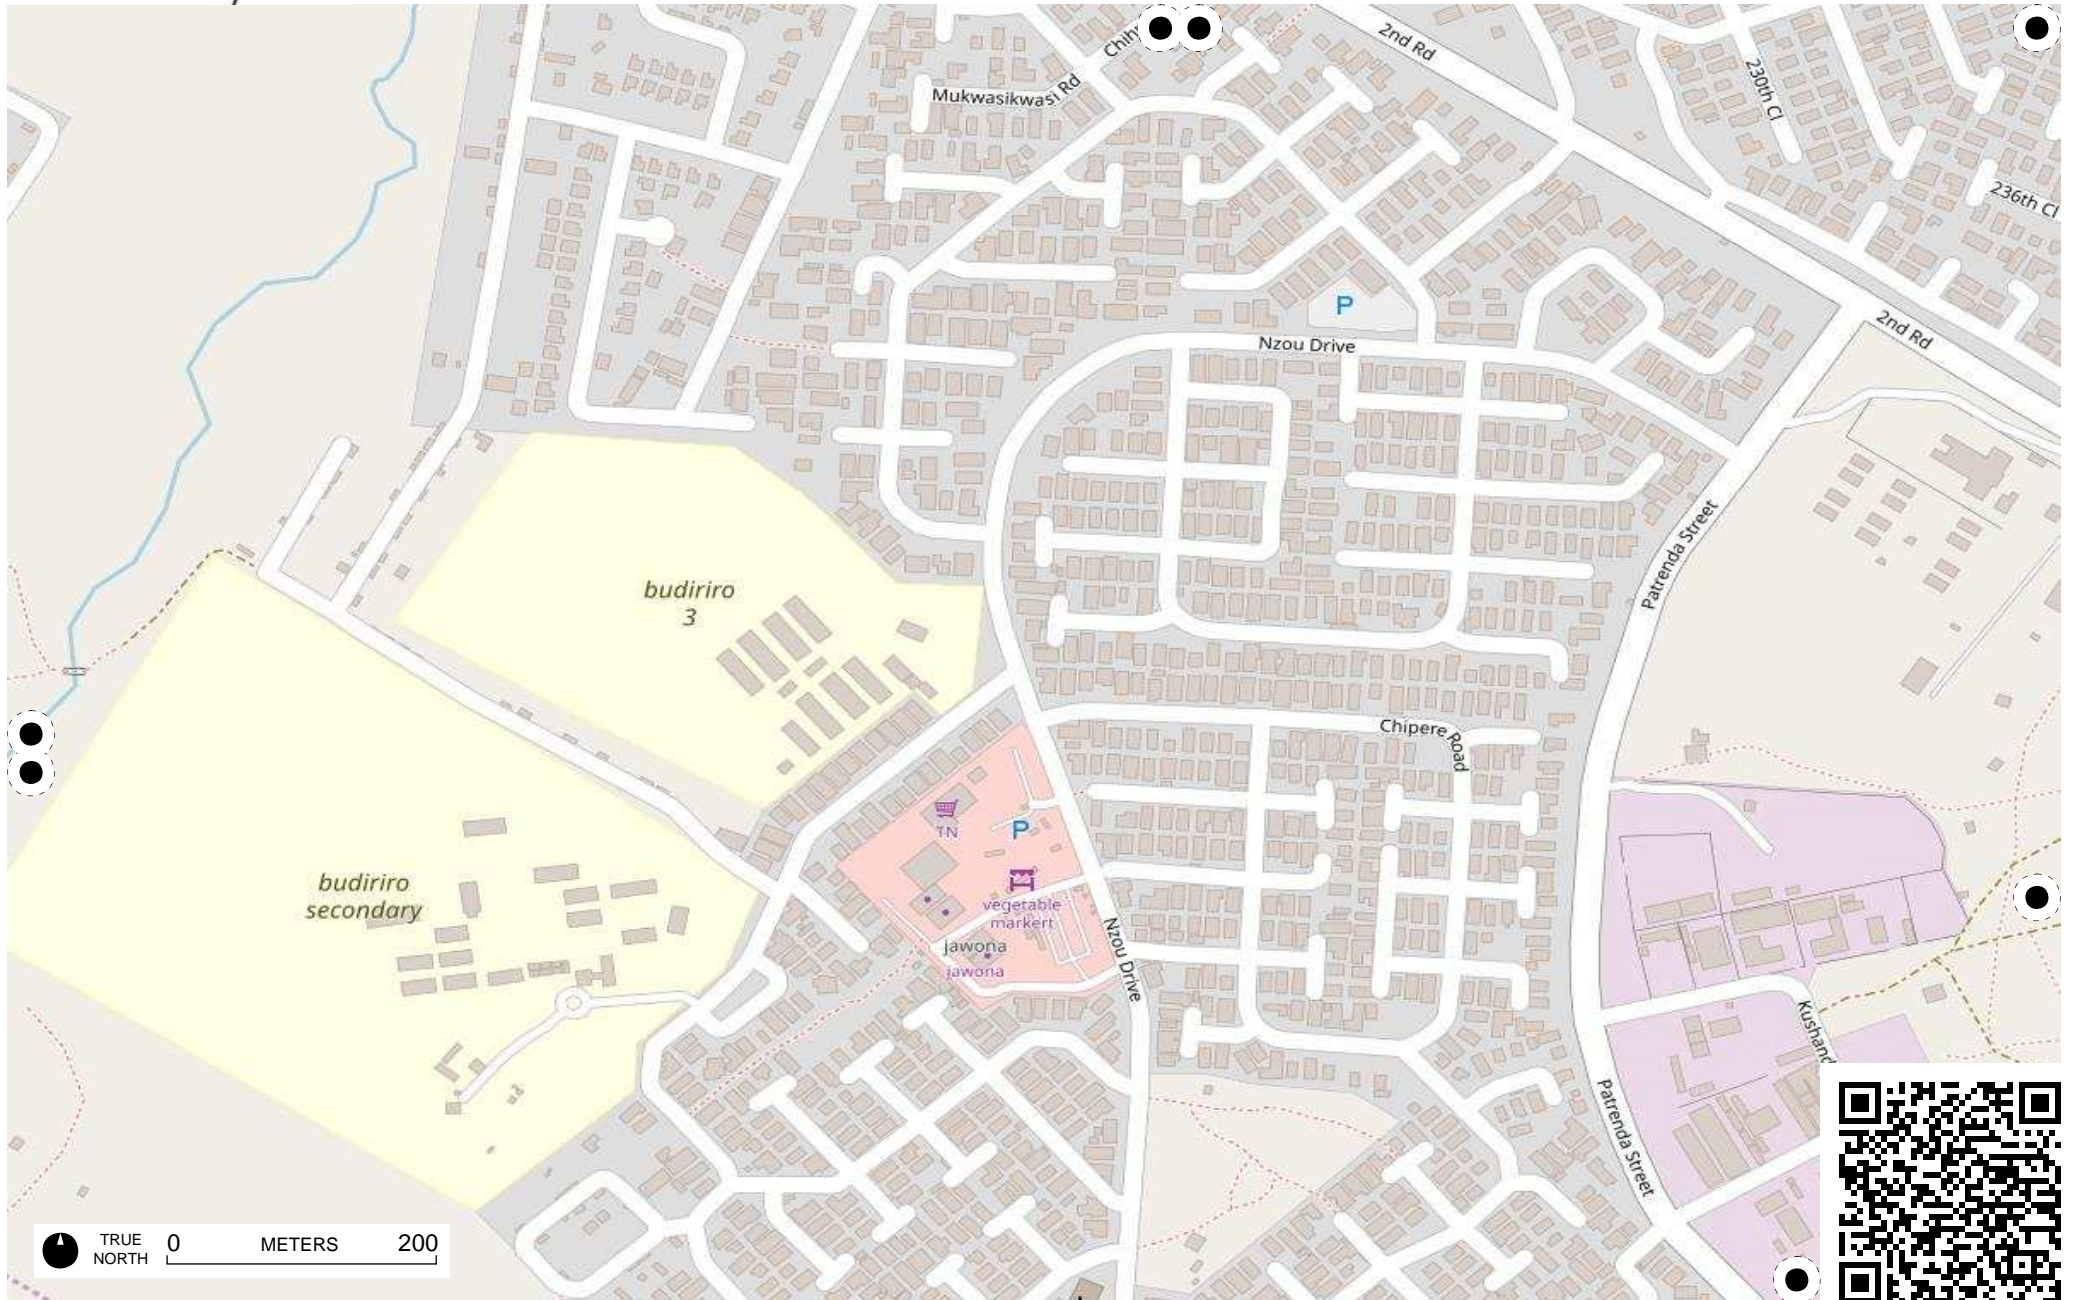 2nd Rd
230th Cl
Mukwasikwasi Rd
236th Cl
P
2nd Rd
Nzou Drive
Patrenda Street
budiriro
3
Chipere Road
TN
P
budiriro
secondary
vegetable
markert
jawona
jawona
Nzou Drive
Patrenda Street
TRUE
NORTH
0 METERS 200